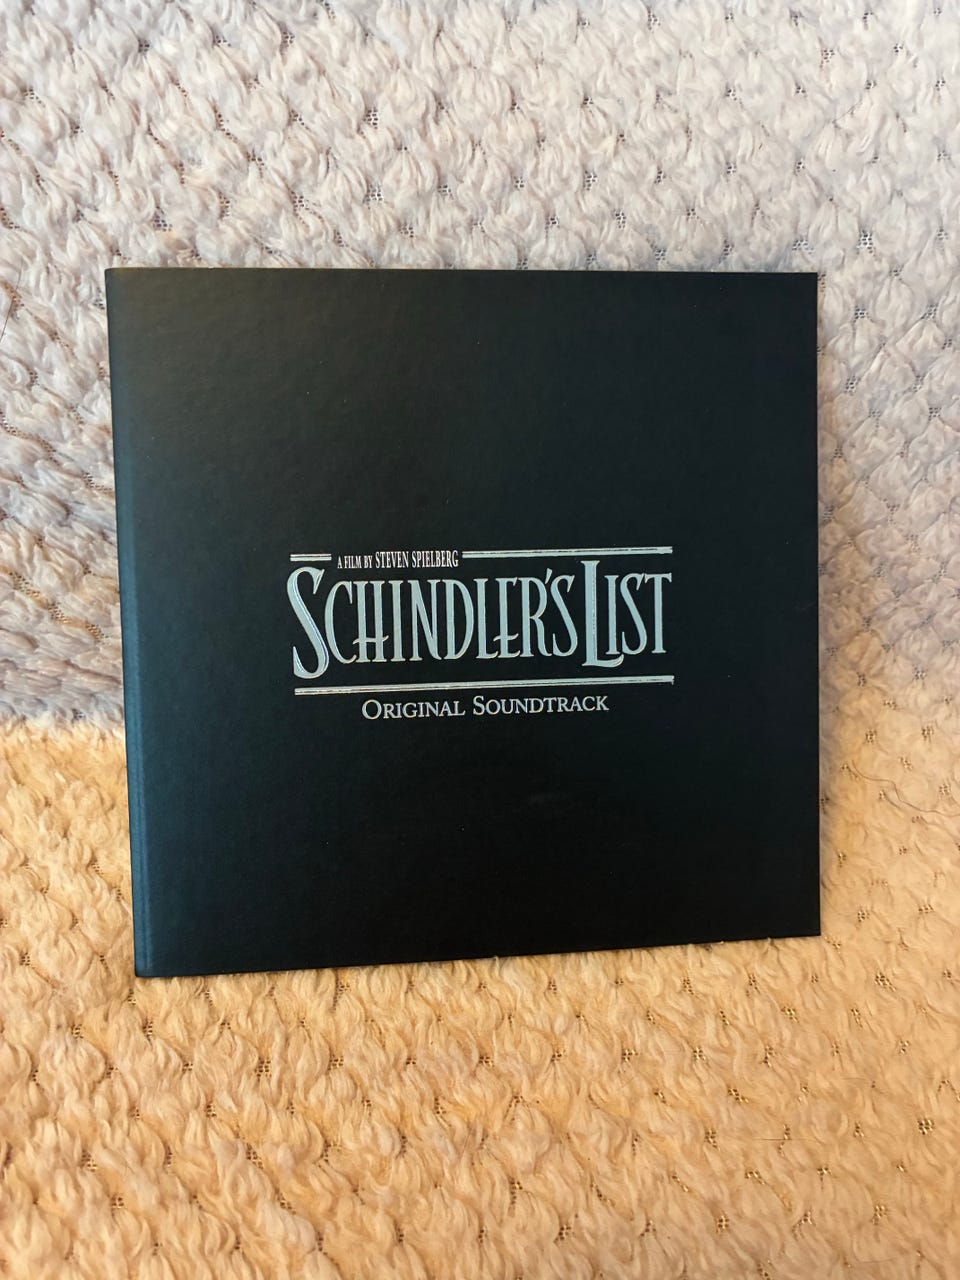 A FILM BY STEVEN SPIELBERG
SCHINDLER'S LIST
ORIGINAL SOUNDTRACK